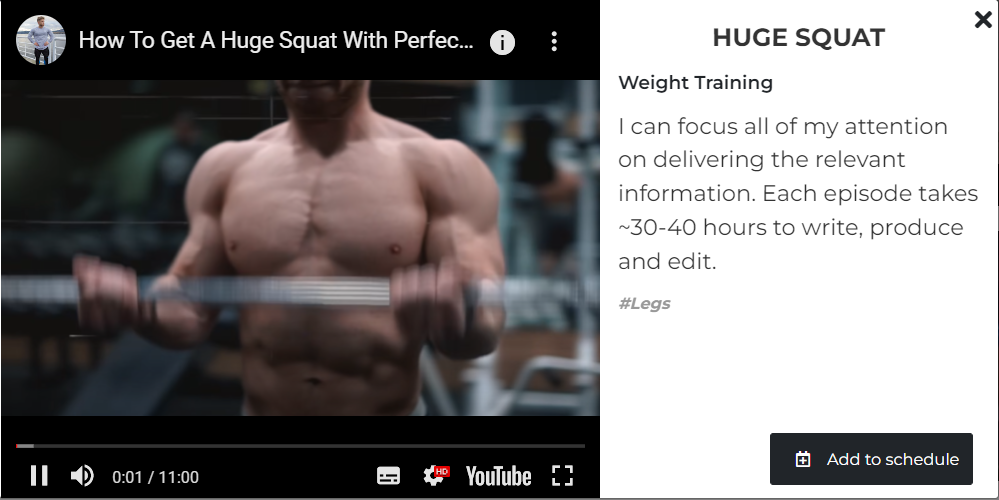 How To Get A Huge Squat With Perfec...
0:01 / 11:00
HD
YouTube
HUGE SQUAT
Weight Training
I can focus all of my attention
on delivering the relevant
information. Each episode takes
~30-40 hours to write, produce
and edit.
#Legs
Add to schedule